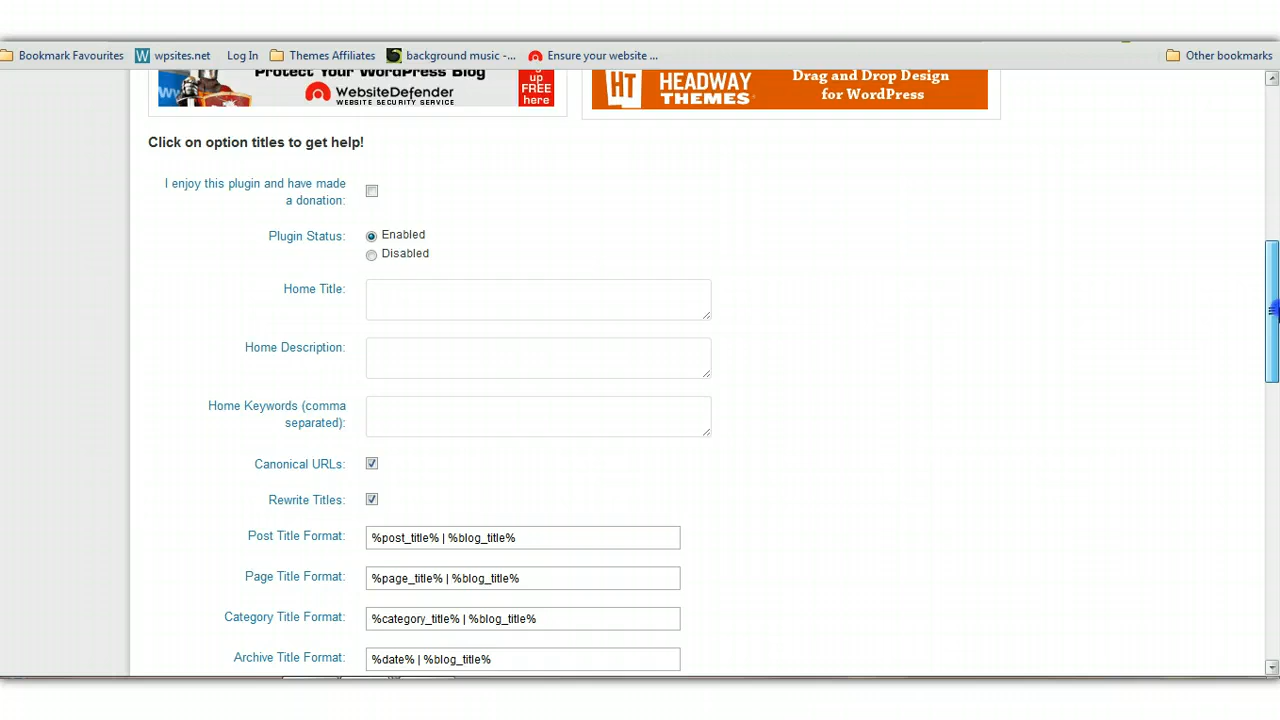 Bookmark Favourites wpsites.net Log In Themes Affiliates background music -... Ensure your website ... Other bookmarks
Protect Your WordPress Blog
WebsiteDefender
WEBSITE SECURITY SERVICE
up
FREE
here
HT
HEADWAY
THEMES
Drag and Drop Design
for WordPress
Click on option titles to get help!
I enjoy this plugin and have made
a donation:
Plugin Status: Enabled
Disabled
Home Title:
Home Description:
Home Keywords (comma
separated):
Canonical URLs:
Rewrite Titles:
Post Title Format: %post_title% | %blog_title%
Page Title Format: %page_title% | %blog_title%
Category Title Format: %category_title% | %blog_title%
Archive Title Format: %date% | %blog_title%